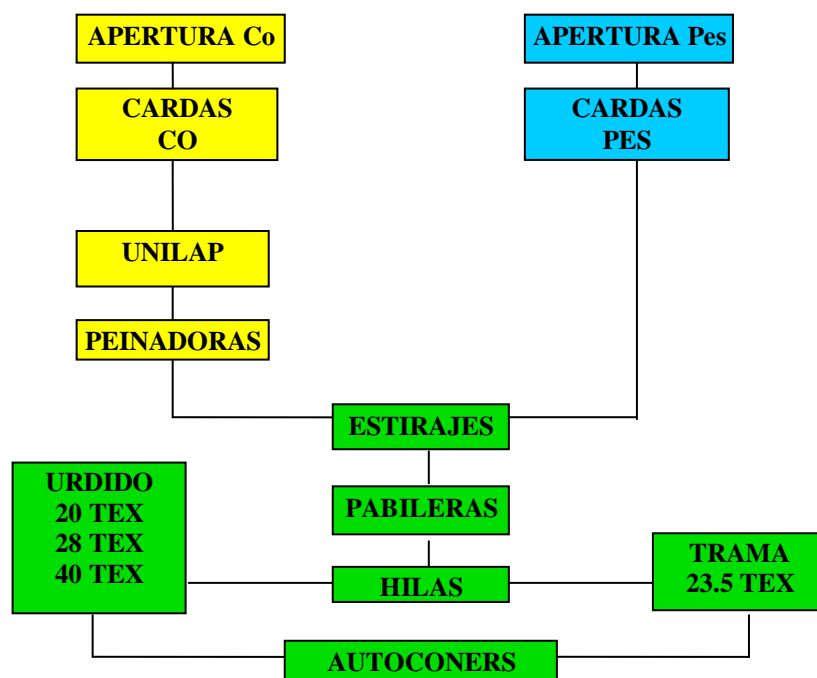 APERTURA Co
APERTURA Pes
CARDAS
CO
CARDAS
PES
UNILAP
PEINADORAS
ESTIRAJES
URDIDO
20 TEX
28 TEX
40 TEX
PABILERAS
TRAMA
23.5 TEX
HILAS
AUTOCONERS